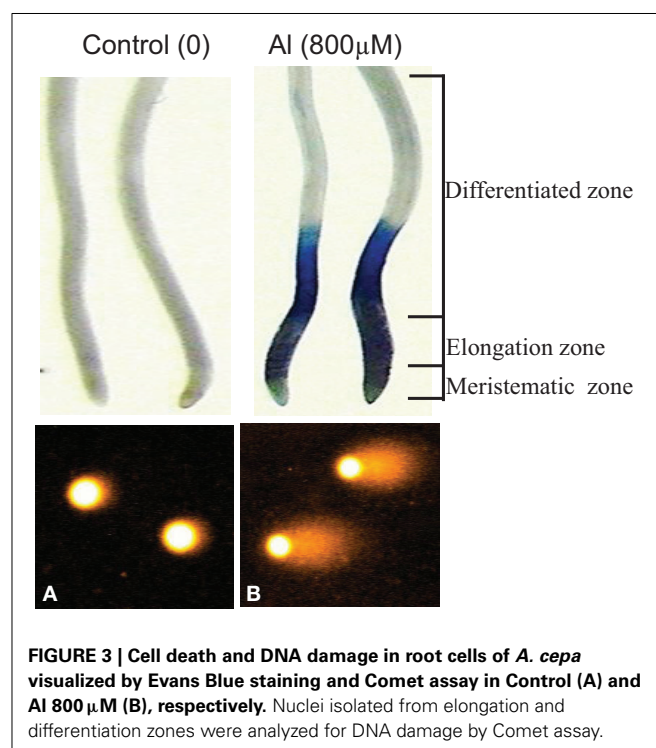 Control (0)
Al (800μM)
Differentiated zone
Elongation zone
Meristematic zone
A
B
FIGURE 3 | Cell death and DNA damage in root cells of A. cepa
visualized by Evans Blue staining and Comet assay in Control (A) and
Al 800 μM (B), respectively. Nuclei isolated from elongation and
differentiation zones were analyzed for DNA damage by Comet assay.